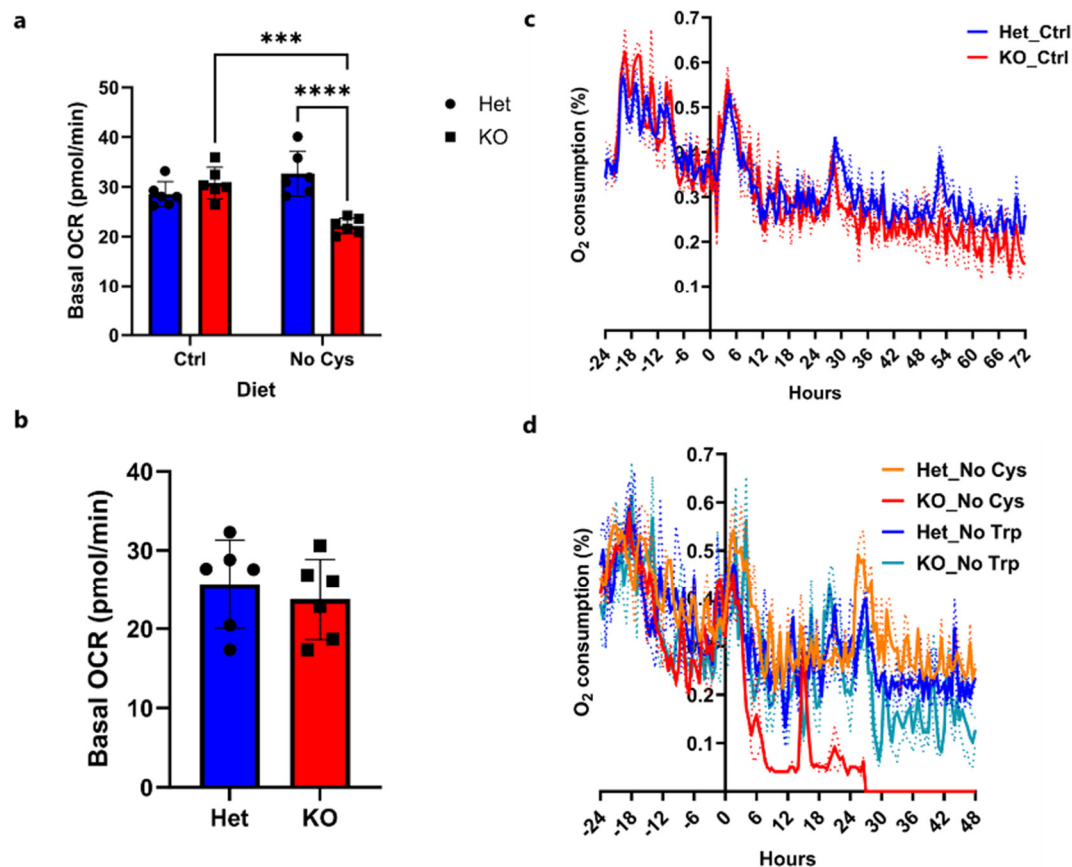 a
***
****
50
40
30
20
10
0
Basal OCR (pmol/min)
Ctrl
No Cys
Diet
Het
KO
c
0.7
0.6
0.5
0.4
0.3
0.2
0.1
O2 consumption (%)
-24 -18 -12 -6 0 6 12 18 24 30 36 42 48 54 60 66 72
Hours
Het_Ctrl
KO_Ctrl
b
40
30
20
10
0
Basal OCR (pmol/min)
Het
KO
d
0.7
0.6
0.5
0.4
0.3
0.2
0.1
O2 consumption (%)
-24 -18 -12 -6 0 6 12 18 24 30 36 42 48
Hours
Het_No Cys
KO_No Cys
Het_No Trp
KO_No Trp